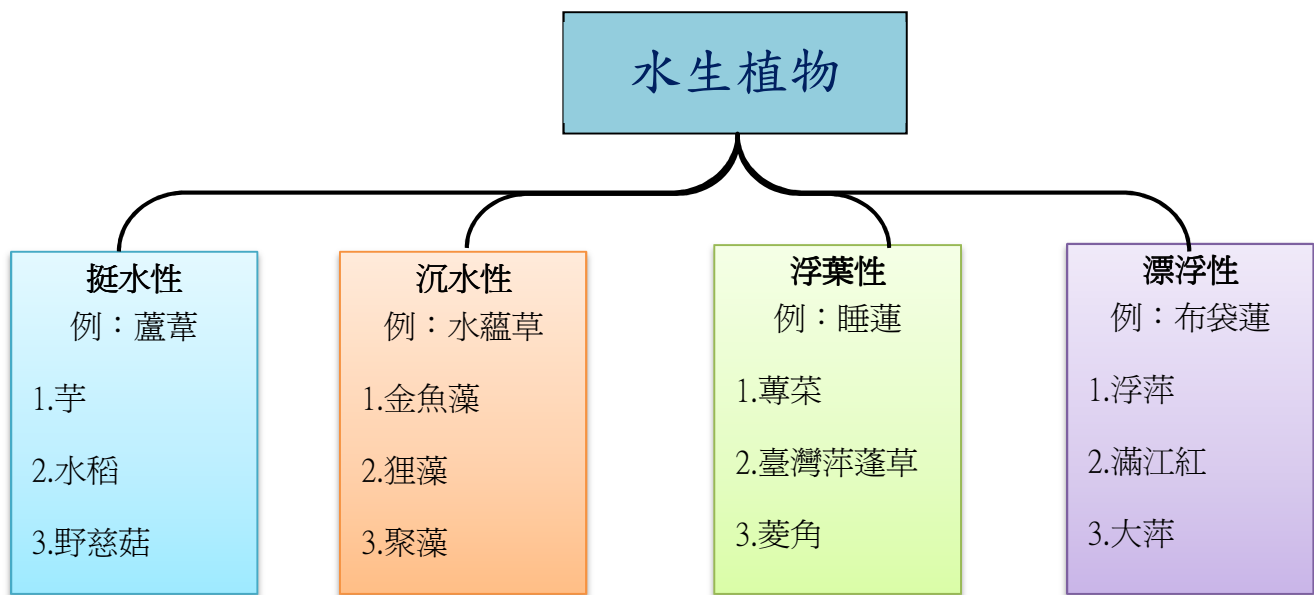 水生植物
挺水性
例：蘆葦
1.芋
2.水稻
3.野慈菇
沉水性
例：水蘊草
1.金魚藻
2.狸藻
3.聚藻
浮葉性
例：睡蓮
1.蓴菜
2.臺灣萍蓬草
3.菱角
漂浮性
例：布袋蓮
1.浮萍
2.滿江紅
3.大萍